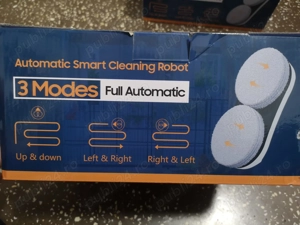 Automatic Smart Cleaning Robot
3 Modes Full Automatic
Up & down Left & Right Right & Left